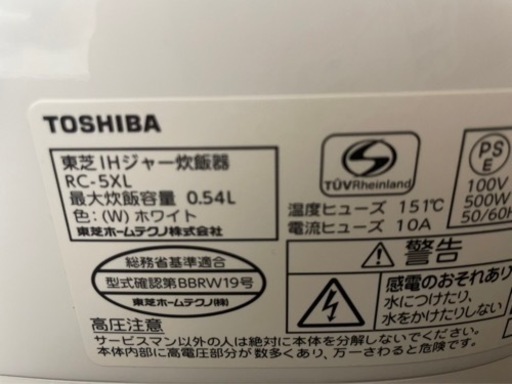 TOSHIBA
東芝IHジャー炊飯器
RC-5XL
最大炊飯容量 0.54L
色:(W) ホワイト
東芝ホームテクノ株式会社
S
TÜVRheinland
温度ヒューズ 151℃
電流ヒューズ 10A
PS
E
100V
500W
50/60H
総務省基準適合
型式確認第BBRW19号
東芝ホームテクノ(株)
警告
感電のおそれあり
水につけたり、
水をかけたりしない
高圧注意
サービスマン以外の人は絶対に本体を分解しないでください。
本体内部に高電圧部分が数多くあり、万一さわると危険です。